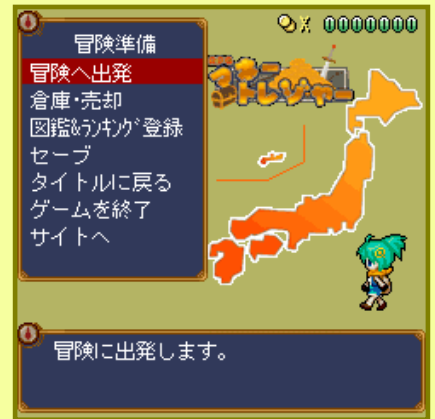 冒険準備
X 0000000
冒険へ出発
倉庫·売却
図鑑&ﾗﾝｷﾝｸﾞ登録
セーブ
タイトルに戻る
ゲームを終了
サイトへ
トレジャー
冒険に出発します。